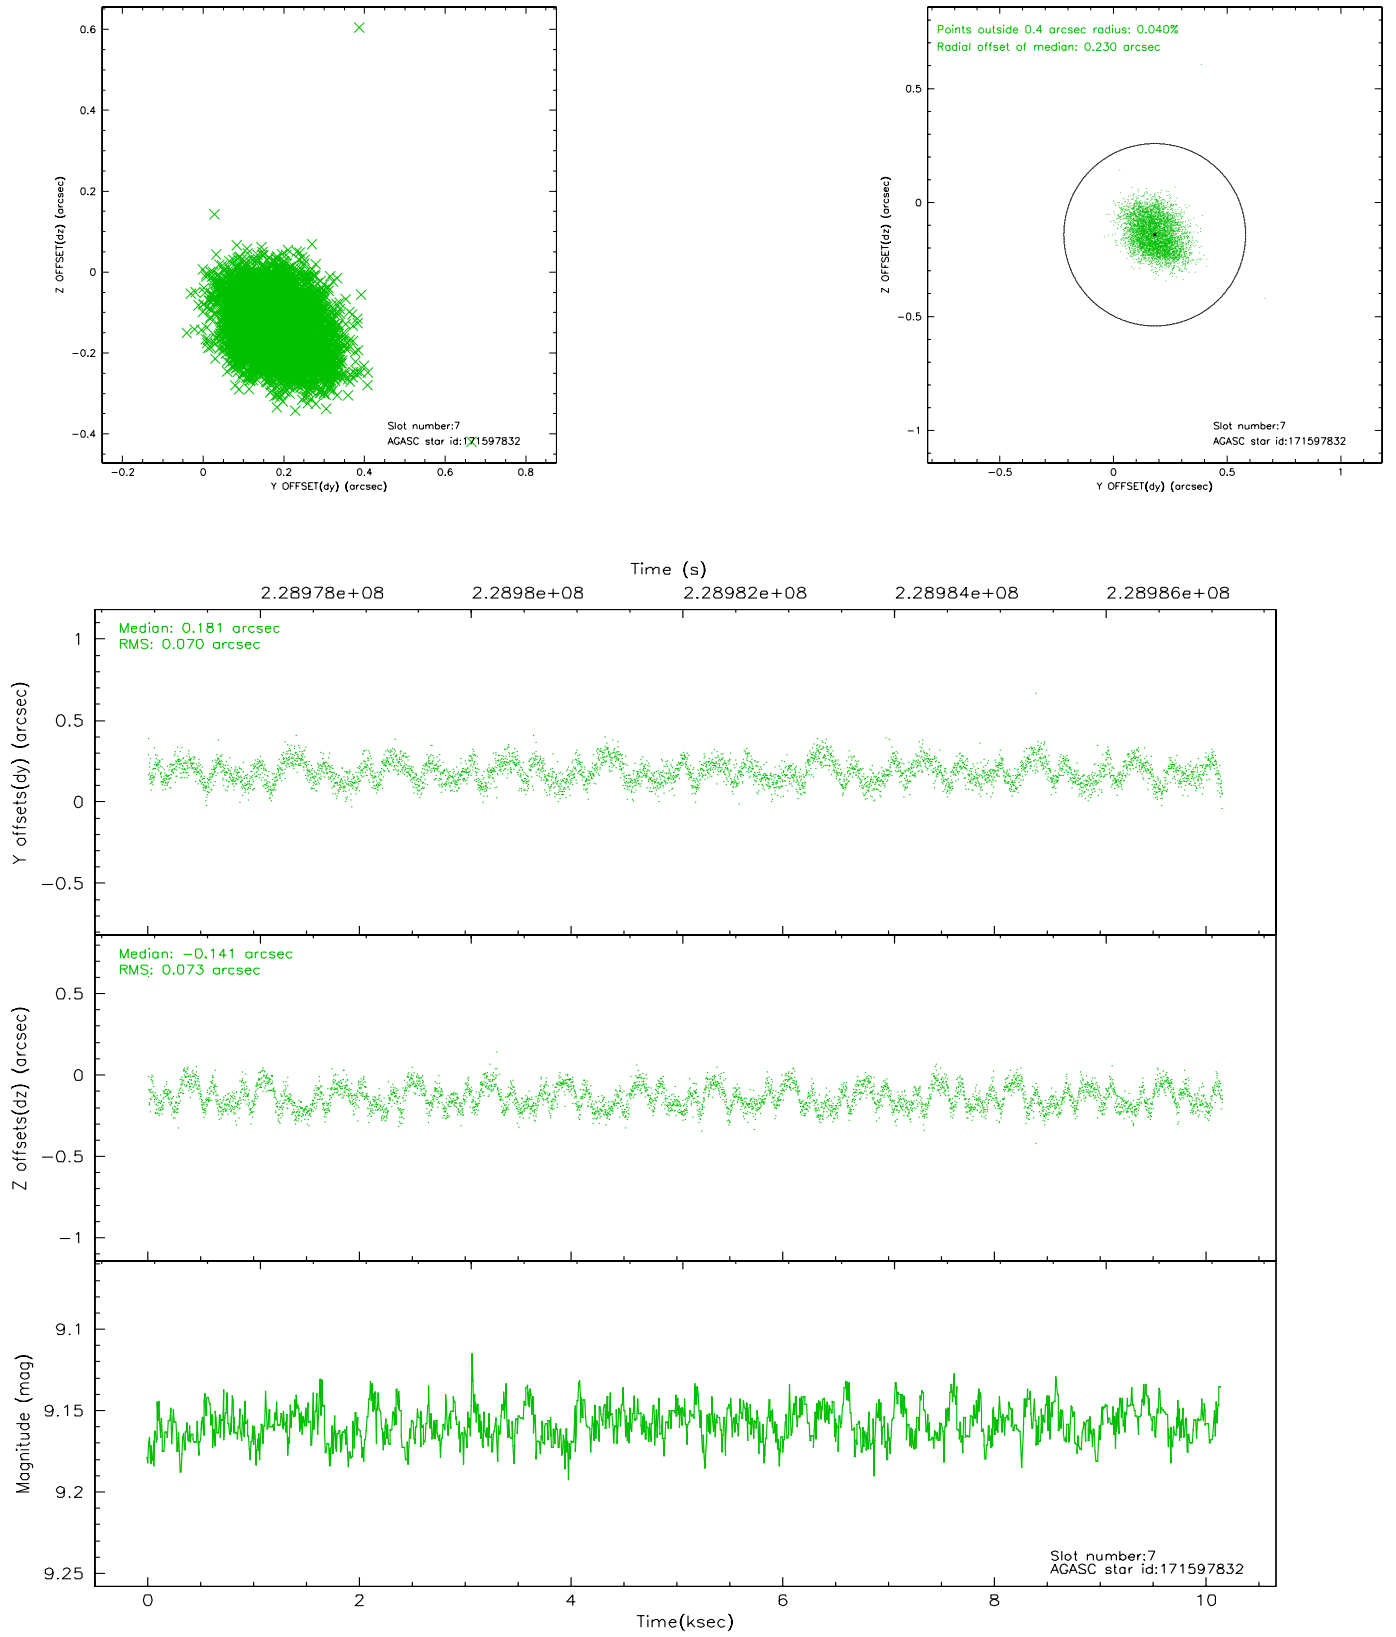 0.6
0.4
0.2
0
−0.2
−0.4
Z OFFSET(dz) (arcsec)
−0.2 0 0.2 0.4 0.6 0.8
Y OFFSET(dy) (arcsec)
Slot number:7
AGASC star id:171597832
Points outside 0.4 arcsec radius: 0.040%
Radial offset of median: 0.230 arcsec
0.5
0
−0.5
−1
Z OFFSET(dz) (arcsec)
−0.5 0 0.5 1
Y OFFSET(dy) (arcsec)
Slot number:7
AGASC star id:171597832
Time (s)
2.28978e+08 2.2898e+08 2.28982e+08 2.28984e+08 2.28986e+08
Median: 0.181 arcsec
RMS: 0.070 arcsec
1
0.5
0
−0.5
Y offsets(dy) (arcsec)
Median: −0.141 arcsec
RMS: 0.073 arcsec
0.5
0
−0.5
−1
Z offsets(dz) (arcsec)
9.1
9.15
9.2
9.25
Magnitude (mag)
Slot number:7
AGASC star id:171597832
0 2 4 6 8 10
Time(ksec)